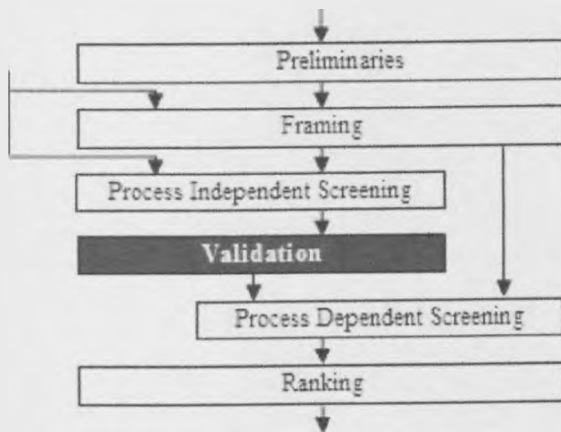 Preliminaries
Framing
Process Independent Screening
Validation
Process Dependent Screening
Ranking